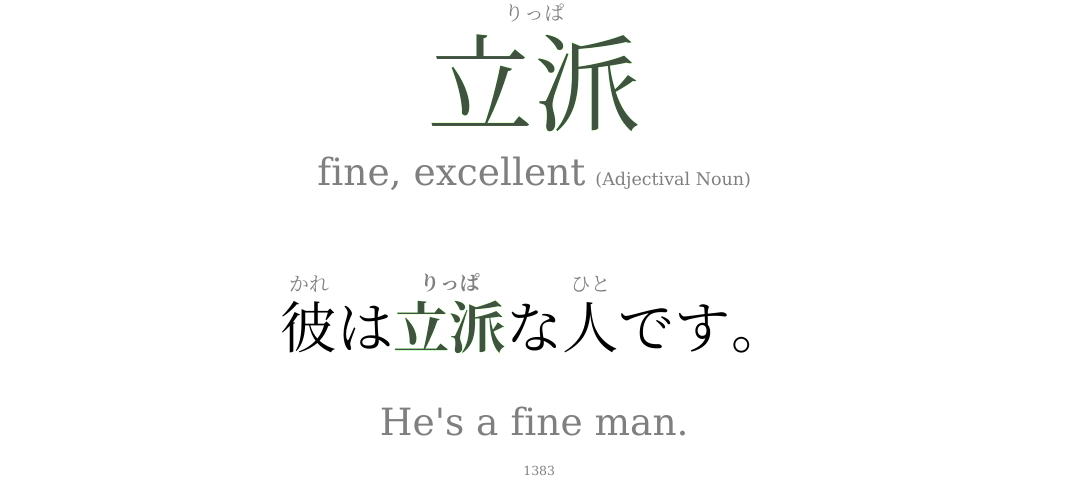 りっぱ
立派
fine, excellent (Adjectival Noun)
かれ りっぱ ひと
彼は立派な人です。
He's a fine man.
1383